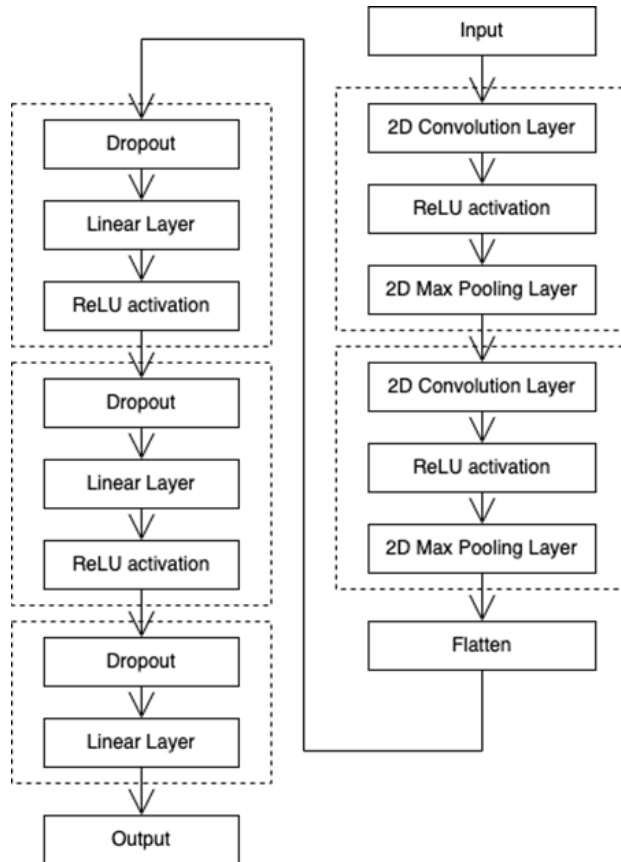 Input
2D Convolution Layer
ReLU activation
2D Max Pooling Layer
2D Convolution Layer
ReLU activation
2D Max Pooling Layer
Flatten
Dropout
Linear Layer
ReLU activation
Dropout
Linear Layer
ReLU activation
Dropout
Linear Layer
Output